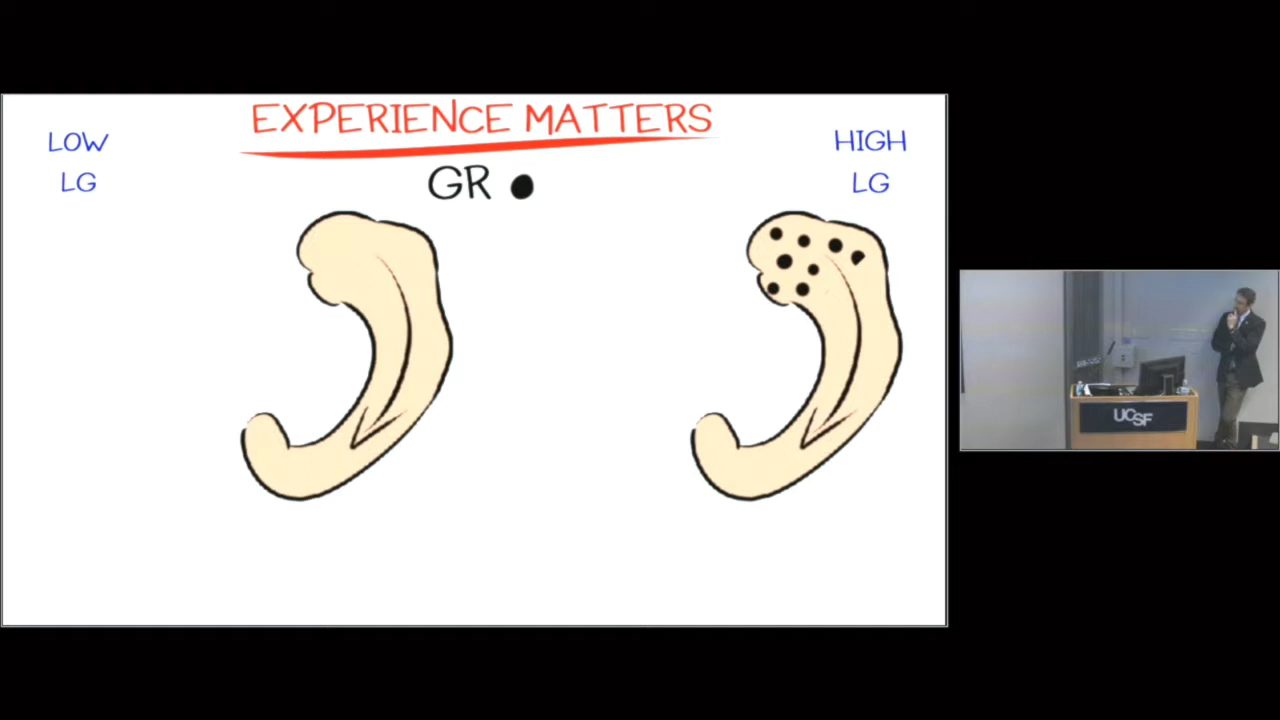 EXPERIENCE MATTERS
LOW
LG
GR
HIGH
LG
UCSF